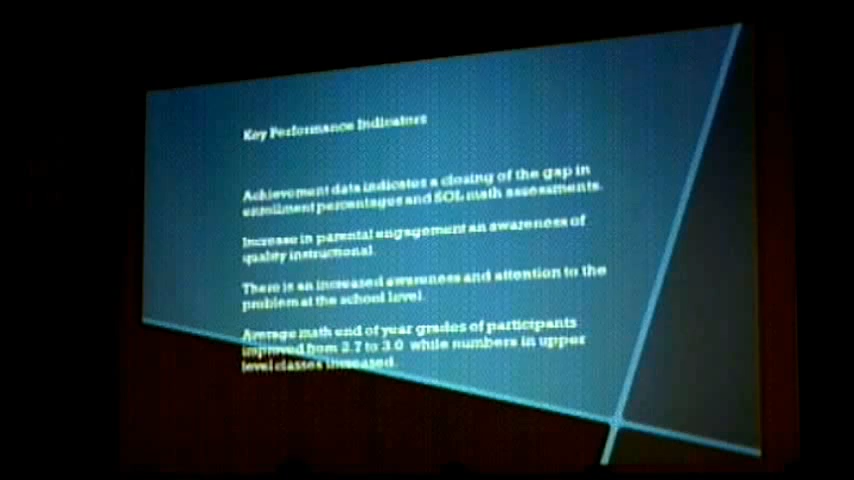 Key Performance Indicators
Achievement data indicates a closing of the gap in
enrollment percentages and SOL math assessments.
Increase in parental engagement an awareness of
quality instructional.
There is an increased awareness and attention to the
problem at the school level.
Average math end of year grades of participants
improved from 2.7 to 3.0 while numbers in upper
level classes increased.